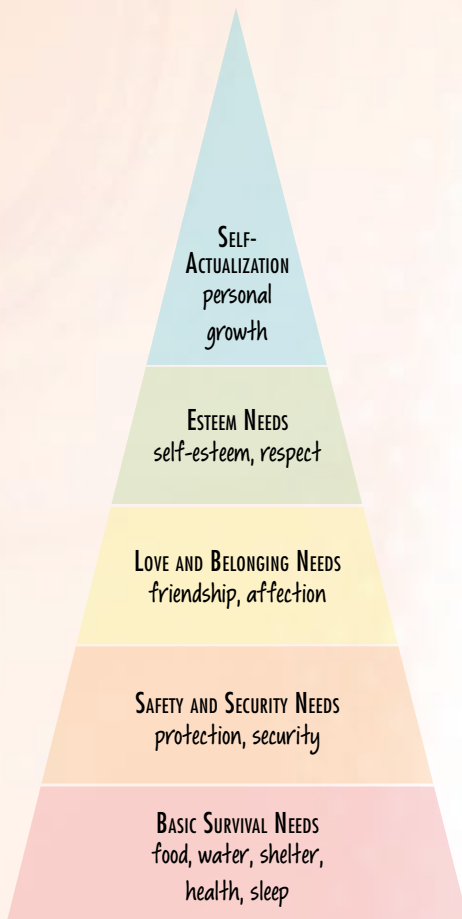 Self-
Actualization
personal
growth
Esteem Needs
self-esteem, respect
Love and Belonging Needs
friendship, affection
Safety and Security Needs
protection, security
Basic Survival Needs
food, water, shelter,
health, sleep